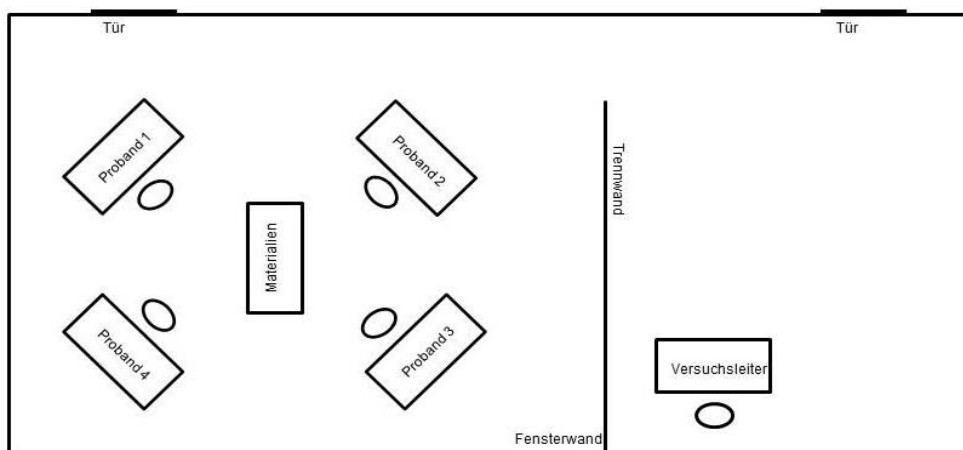 Tür
Tür
Proband 1
Proband 2
Trennwand
Materialien
Proband 4
Proband 3
Versuchsleiter
Fensterwand